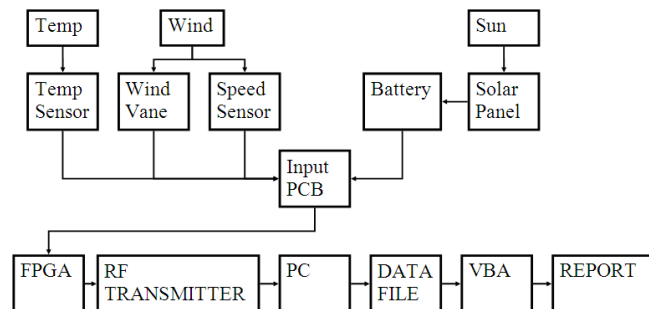 Temp
Wind
Sun
Temp
Sensor
Wind
Vane
Speed
Sensor
Battery
Solar
Panel
Input
PCB
FPGA
RF
TRANSMITTER
PC
DATA
FILE
VBA
REPORT